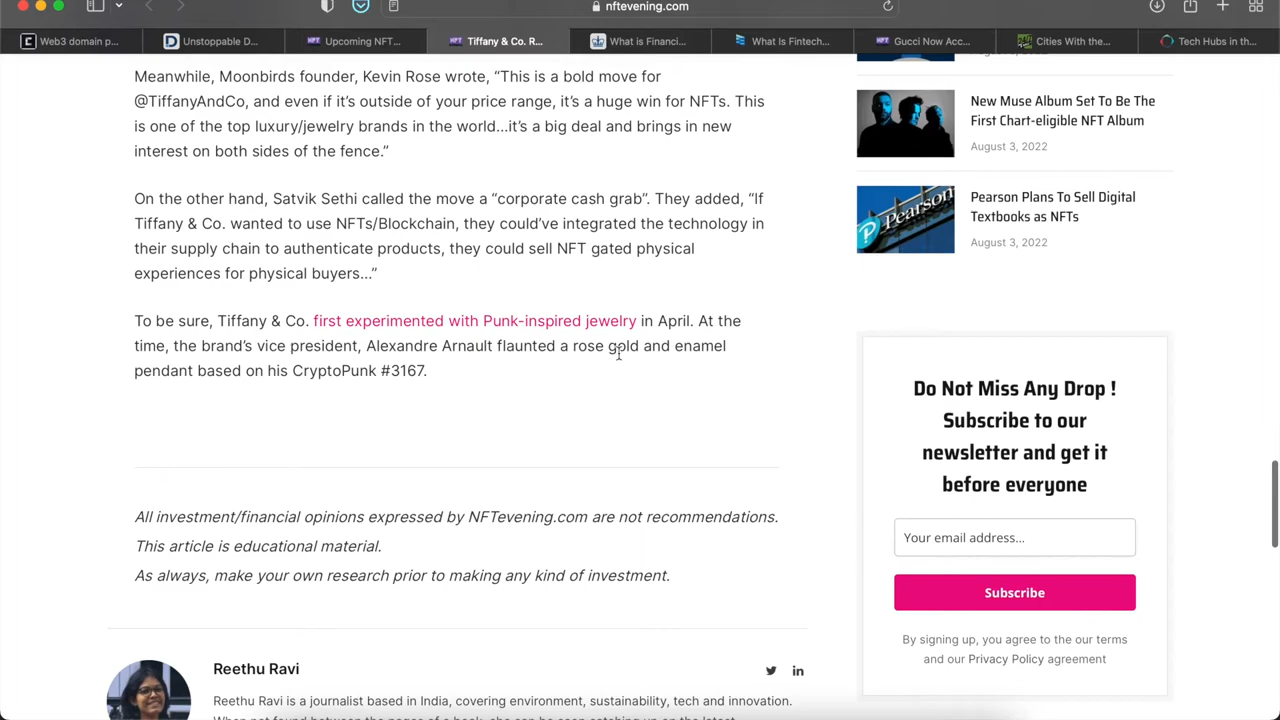 nftevening.com
Web3 domain p...
Unstoppable D...
Upcoming NFT...
Tiffany & Co. R...
What is Financi...
What Is Fintech...
Gucci Now Acc...
Cities With the...
Tech Hubs in th...
Meanwhile, Moonbirds founder, Kevin Rose wrote, “This is a bold move for
@TiffanyAndCo, and even if it’s outside of your price range, it’s a huge win for NFTs. This
is one of the top luxury/jewelry brands in the world...it’s a big deal and brings in new
interest on both sides of the fence.”
On the other hand, Satvik Sethi called the move a “corporate cash grab”. They added, “If
Tiffany & Co. wanted to use NFTs/Blockchain, they could’ve integrated the technology in
their supply chain to authenticate products, they could sell NFT gated physical
experiences for physical buyers...”
To be sure, Tiffany & Co. first experimented with Punk-inspired jewelry in April. At the
time, the brand’s vice president, Alexandre Arnault flaunted a rose gold and enamel
pendant based on his CryptoPunk #3167.
All investment/financial opinions expressed by NFTevening.com are not recommendations.
This article is educational material.
As always, make your own research prior to making any kind of investment.
Reethu Ravi
Reethu Ravi is a journalist based in India, covering environment, sustainability, tech and innovation.
New Muse Album Set To Be The
First Chart-eligible NFT Album
August 3, 2022
Pearson
Pearson Plans To Sell Digital
Textbooks as NFTs
August 3, 2022
Do Not Miss Any Drop !
Subscribe to our
newsletter and get it
before everyone
Your email address...
Subscribe
By signing up, you agree to the our terms
and our Privacy Policy agreement